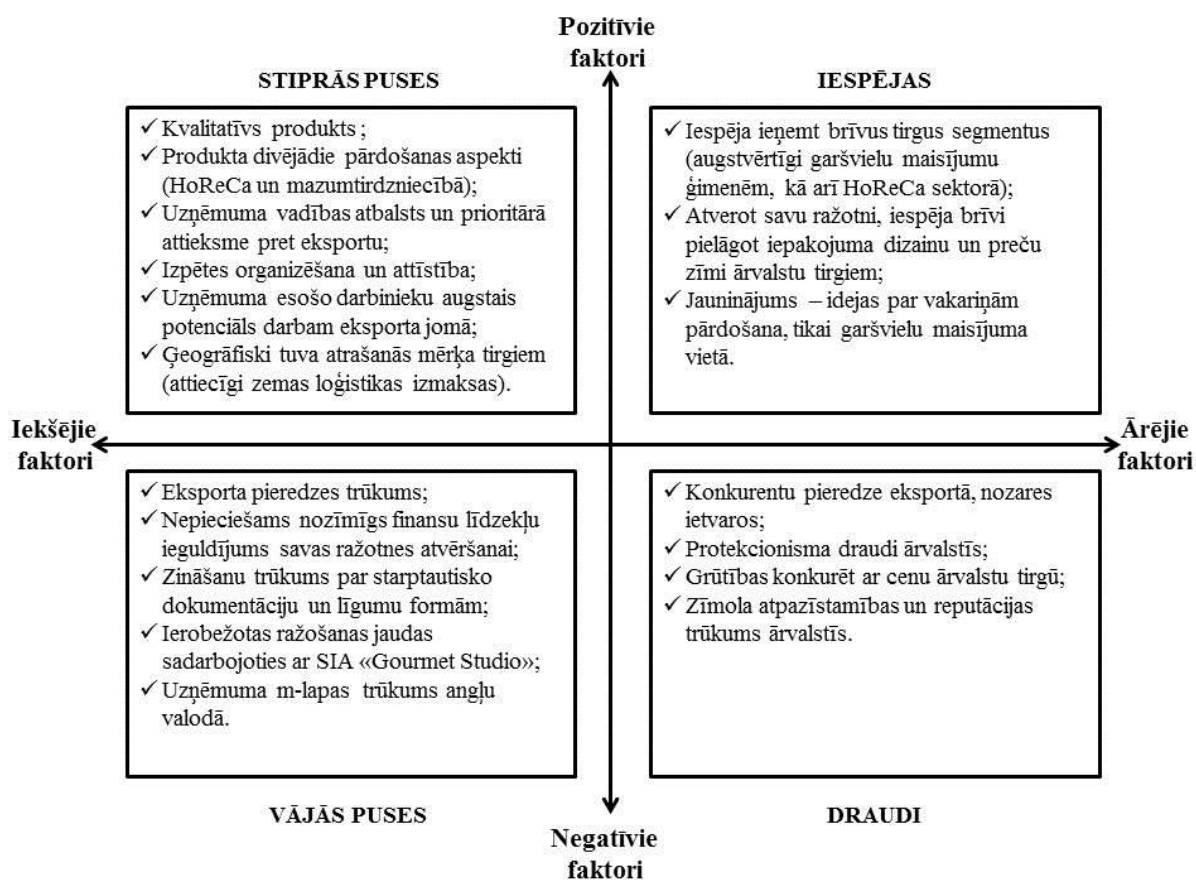 Pozitīvie
faktori
STIPRĀS PUSES
✓ Kvalitatīvs produkts ;
✓ Produkta divējādie pārdošanas aspekti
(HoReCa un mazumtirdzniecībā);
✓ Uzņēmuma vadības atbalsts un prioritārā
attieksme pret eksportu;
✓ Izpētes organizēšana un attīstība;
✓ Uzņēmuma esošo darbinieku augstais
potenciāls darbam eksporta jomā;
✓ Ģeogrāfiski tuva atrašanās mērķa tirgiem
(attiecīgi zemas loģistikas izmaksas).
IESPĒJAS
✓ Iespēja ieņemt brīvus tirgus segmentus
(augstvērtīgi garšvielu maisījumu
ģimenēm, kā arī HoReCa sektorā);
✓ Atverot savu ražotni, iespēja brīvi
pielāgot iepakojuma dizainu un preču
zīmi ārvalstu tirgiem;
✓ Jauninājums – idejas par vakariņām
pārdošana, tikai garšvielu maisījuma
vietā.
Iekšējie
faktori
Ārējie
faktori
✓ Eksporta pieredzes trūkums;
✓ Nepieciešams nozīmīgs finansu līdzekļu
ieguldījums savas ražotnes atvēršanai;
✓ Zināšanu trūkums par starptautisko
dokumentāciju un līgumu formām;
✓ Ierobežotas ražošanas jaudas
sadarbojoties ar SIA «Gourmet Studio»;
✓ Uzņēmuma m-lapas trūkums angļu
valodā.
VĀJĀS PUSES
✓ Konkurentu pieredze eksportā, nozares
ietvaros;
✓ Protekcionisma draudi ārvalstīs;
✓ Grūtības konkurēt ar cenu ārvalstu tirgū;
✓ Zīmola atpazīstamības un reputācijas
trūkums ārvalstīs.
DRAUDI
Negatīvie
faktori